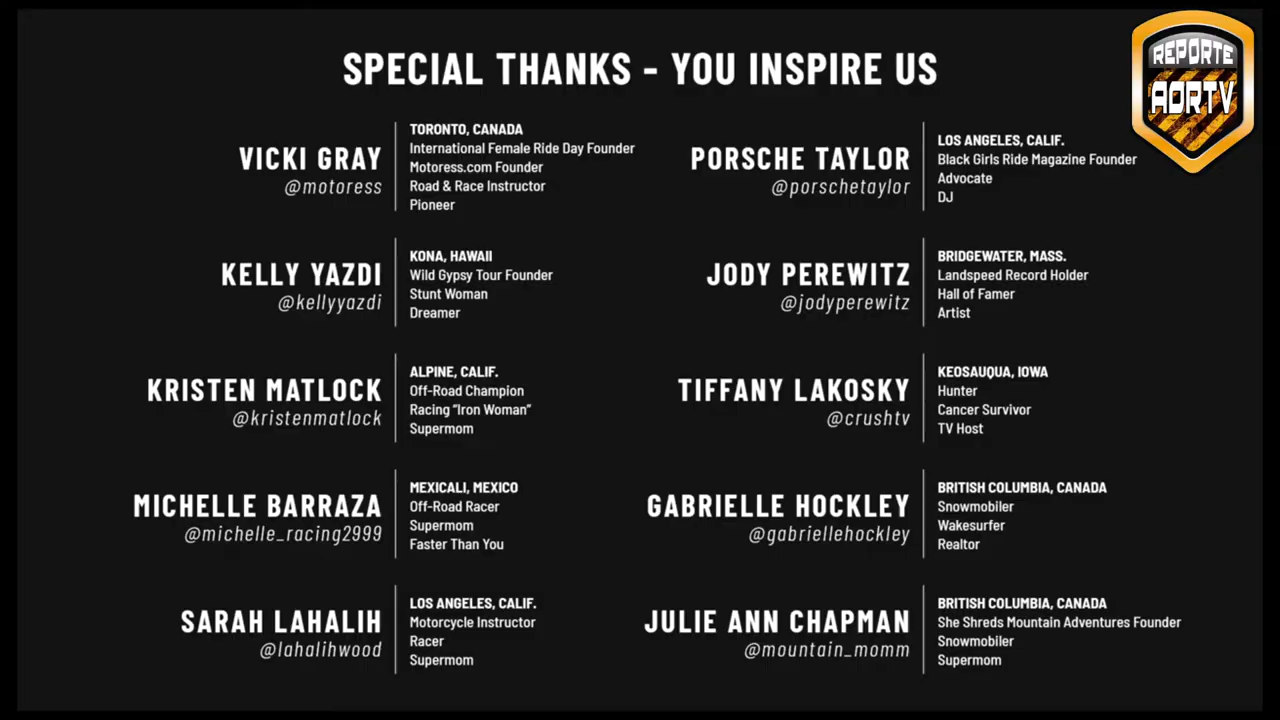 SPECIAL THANKS - YOU INSPIRE US
REPORTE
AORTV
VICKI GRAY
@motoress
TORONTO, CANADA
International Female Ride Day Founder
Motoress.com Founder
Road & Race Instructor
Pioneer
PORSCHE TAYLOR
@porschetaylor
LOS ANGELES, CALIF.
Black Girls Ride Magazine Founder
Advocate
DJ
KELLY YAZDI
@kellyyazdi
KONA, HAWAII
Wild Gypsy Tour Founder
Stunt Woman
Dreamer
JODY PEREWITZ
@jodyperewitz
BRIDGEWATER, MASS.
Landspeed Record Holder
Hall of Famer
Artist
KRISTEN MATLOCK
@kristenmatlock
ALPINE, CALIF.
Off-Road Champion
Racing “Iron Woman”
Supermom
TIFFANY LAKOSKY
@crushtv
KEOSAUQUA, IOWA
Hunter
Cancer Survivor
TV Host
MICHELLE BARRAZA
@michelle_racing2999
MEXICALI, MEXICO
Off-Road Racer
Supermom
Faster Than You
GABRIELLE HOCKLEY
@gabriellehockley
BRITISH COLUMBIA, CANADA
Snowmobiler
Wakesurfer
Realtor
SARAH LAHALIH
@lahalihwood
LOS ANGELES, CALIF.
Motorcycle Instructor
Racer
Supermom
JULIE ANN CHAPMAN
@mountain_momm
BRITISH COLUMBIA, CANADA
She Shreds Mountain Adventures Founder
Snowmobiler
Supermom